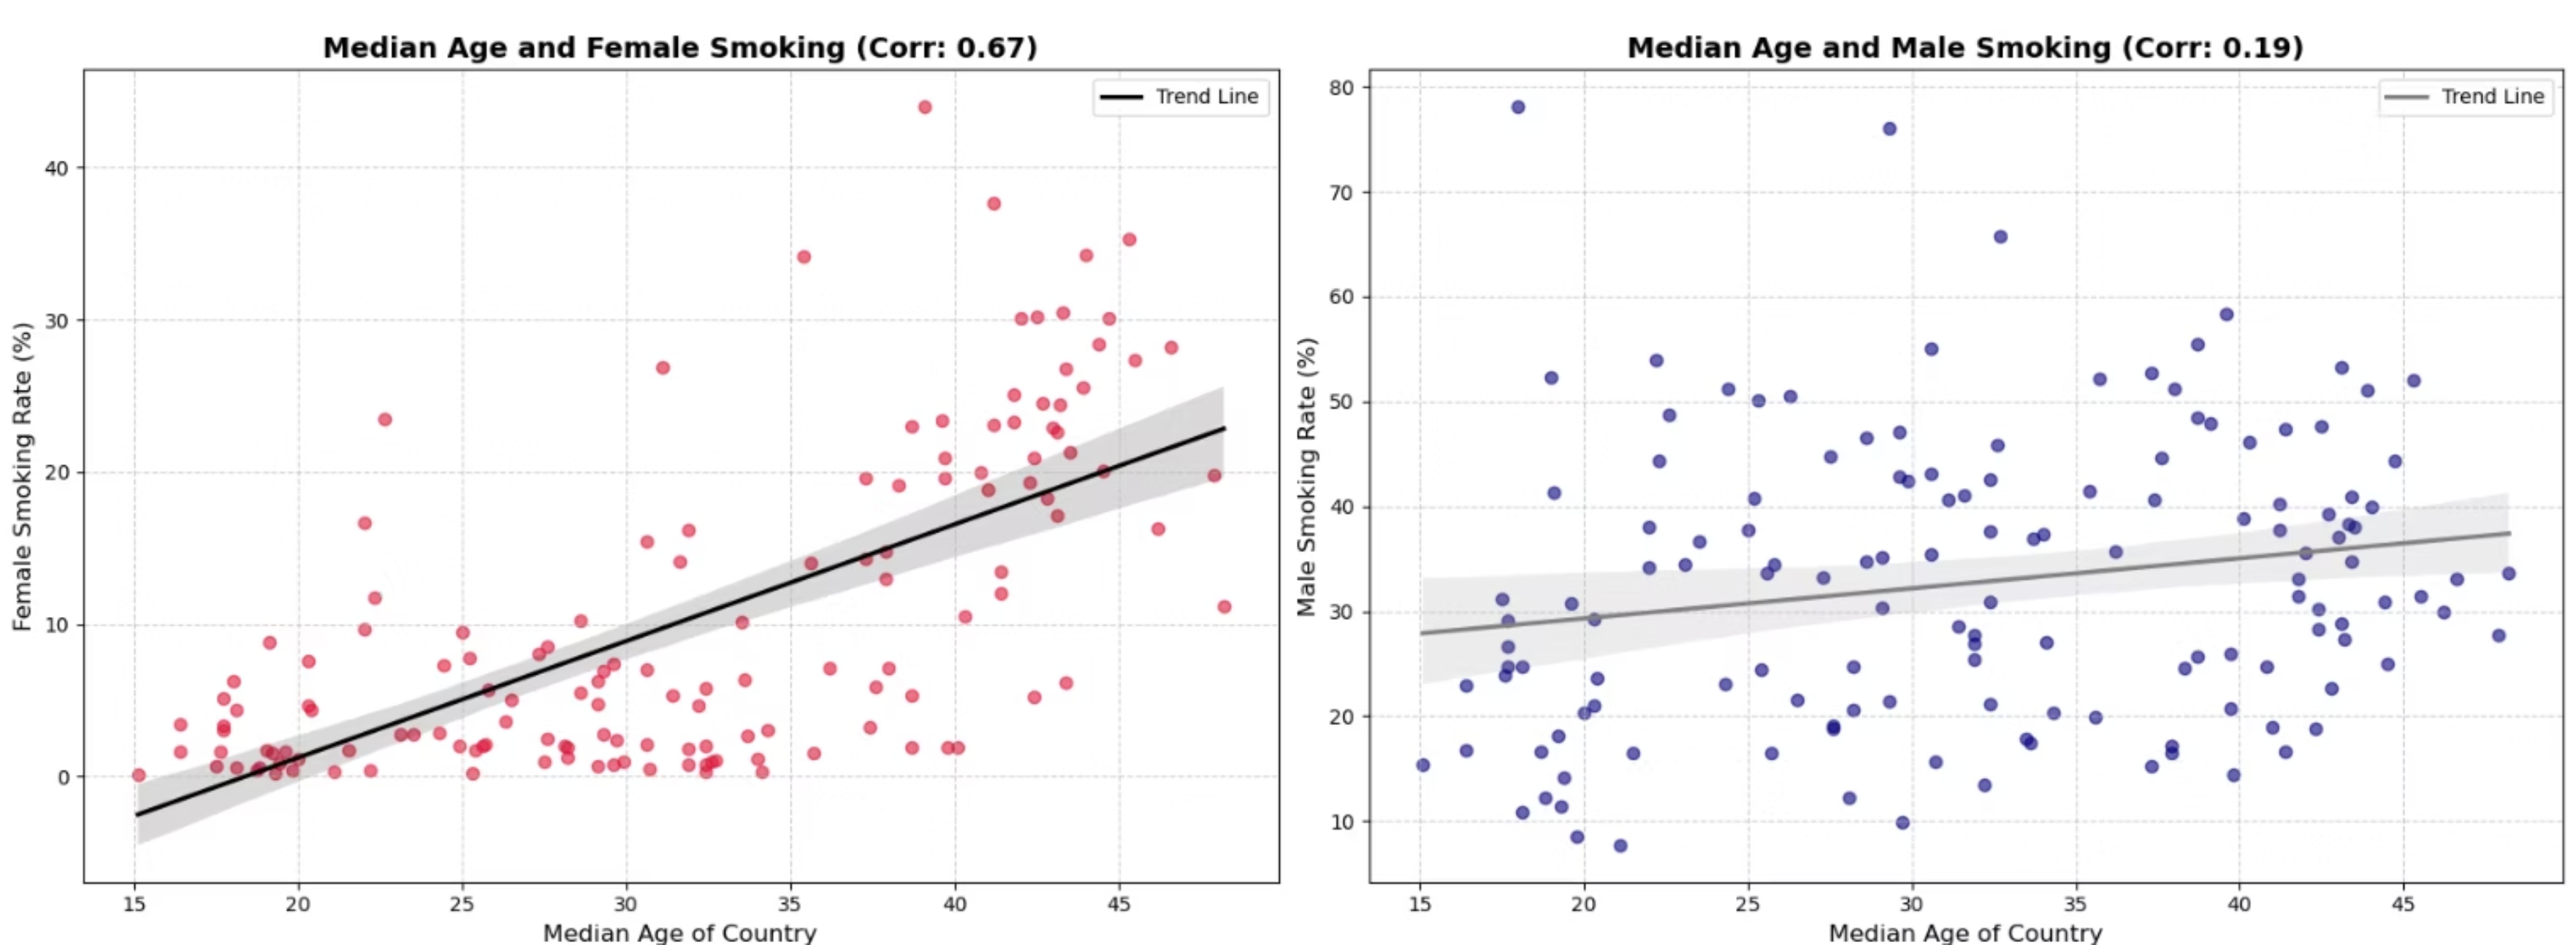 Median Age and Female Smoking (Corr: 0.67)
Trend Line
Female Smoking Rate (%)
40
30
20
10
0
15 20 25 30 35 40 45
Median Age of Country
Median Age and Male Smoking (Corr: 0.19)
Trend Line
Male Smoking Rate (%)
80
70
60
50
40
30
20
10
15 20 25 30 35 40 45
Median Age of Country